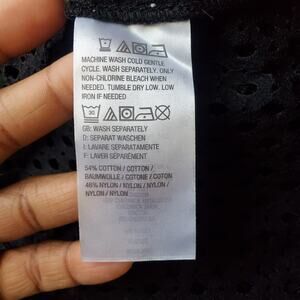 MACHINE WASH COLD GENTLE
CYCLE. WASH SEPARATELY. ONLY
NON-CHLORINE BLEACH WHEN
NEEDED. TUMBLE DRY LOW. LOW
IRON IF NEEDED
30
GB: WASH SEPARATELY
D: SEPARAT WASCHEN
I: LAVARE SEPARATAMENTE
F: LAVER SÉPARÉMENT
54% COTTON / COTTON /
BAUMWOLLE / COTONE / COTON
46% NYLON / NYLON / NYLON /
NYLON / NYLON